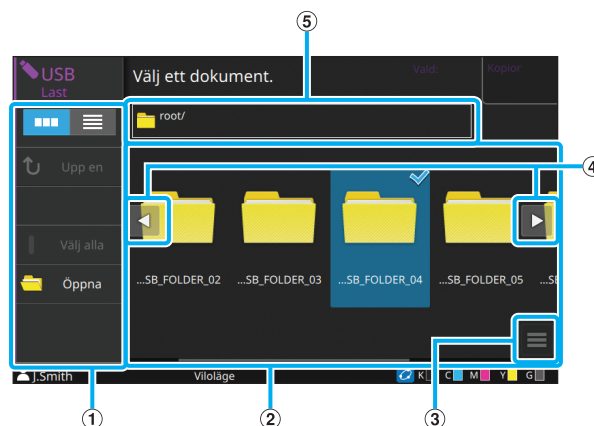 5
USB
Last
Välj ett dokument.
Vald:
Kopior
root/
4
Upp en
Välj alla
Öppna
...SB_FOLDER_02
...SB_FOLDER_03
...SB_FOLDER_04
...SB_FOLDER_05
...SE
J.Smith
Viloläge
K C M Y G
1
2
3